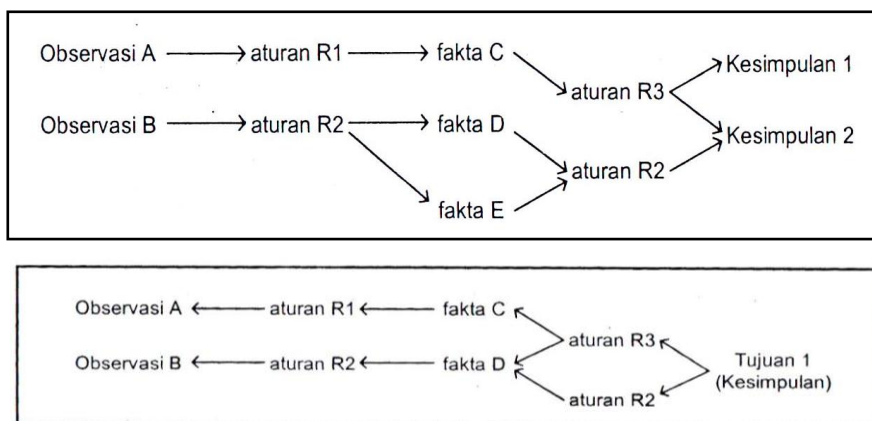 Observasi A aturan R1 fakta C
Kesimpulan 1
aturan R3
Observasi B aturan R2 fakta D
Kesimpulan 2
aturan R2
fakta E
Observasi A aturan R1 fakta C
aturan R3
Observasi B aturan R2 fakta D
Tujuan 1
(Kesimpulan)
aturan R2